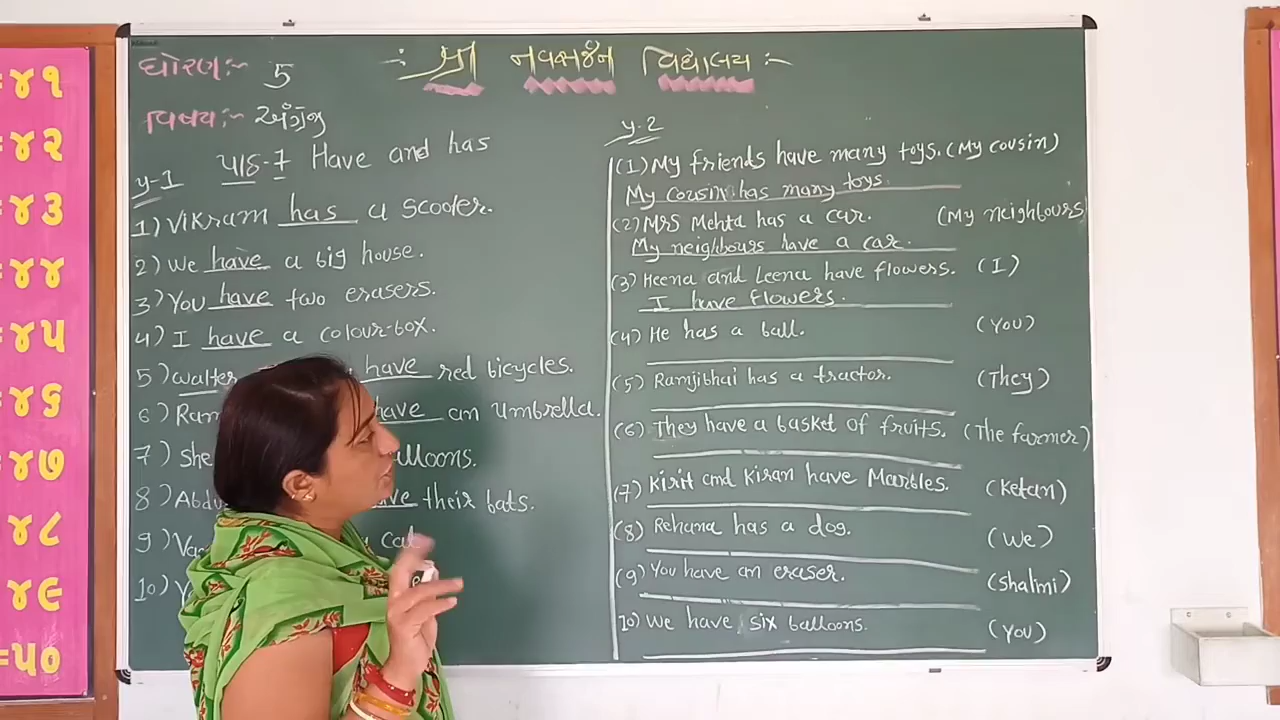 ધોરણ:- 5
-: શ્રી નવસર્જન વિદ્યાલય :-
વિષય:- અંગ્રેજી
પાઠ-7 Have and has
પ્ર-1
1) Vikram has a scooter.
2) We have a big house.
3) You have two erasers.
4) I have a colour-box.
5) Walter have red bicycles.
6) Ram have an umbrella.
7) She
8) Abdu have their bats.
9) cat
10)
પ્ર-2
(1) My friends have many toys. (My cousin)
My cousin has many toys.
(2) Mrs Mehta has a car. (My neighbours)
My neighbours have a car.
(3) Heena and Leena have flowers. (I)
I have flowers.
(4) He has a ball. (You)
(5) Ramjibhai has a tractor. (They)
(6) They have a basket of fruits. (The farmer)
(7) Kirit and Kiran have Marbles. (Ketan)
(8) Rehana has a dog. (We)
(9) You have an eraser. (Shalmi)
10) We have six balloons. (You)
=૪૧
=૪૨
=૪૩
=૪૪
=૪૫
=૪૬
=૪૭
=૪૮
=૪૯
=૫૦